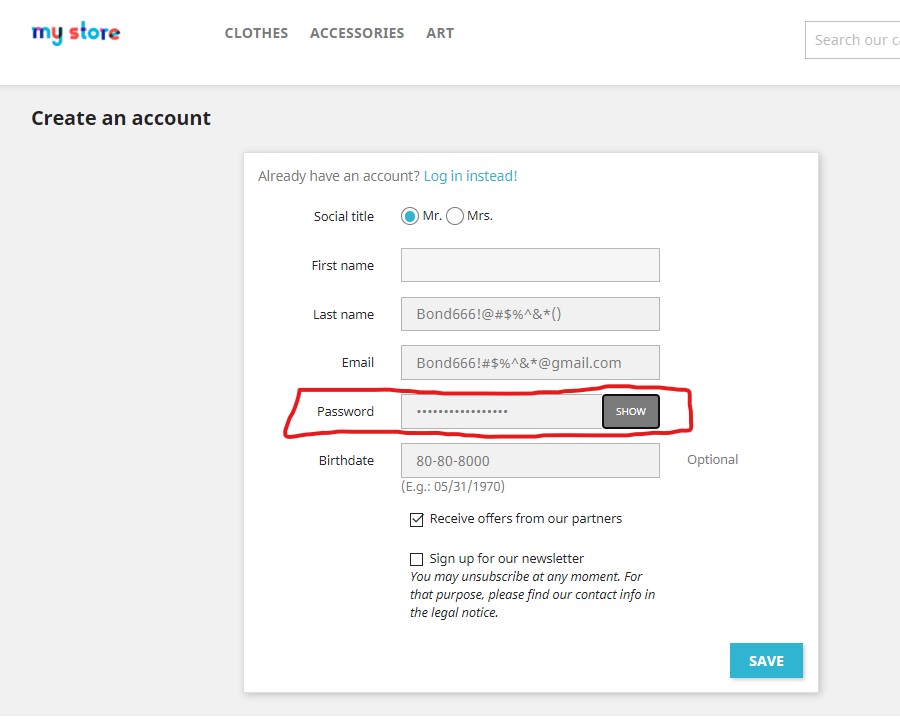 my store
CLOTHES ACCESSORIES ART
Search our ca
Create an account
Already have an account? Log in instead!
Social title Mr. Mrs.
First name
Last name Bond666!@#$%^&*()
Email Bond666!#$%^&*@gmail.com
Password ················· SHOW
Birthdate 80-80-8000 Optional
(E.g.: 05/31/1970)
Receive offers from our partners
Sign up for our newsletter
You may unsubscribe at any moment. For
that purpose, please find our contact info in
the legal notice.
SAVE